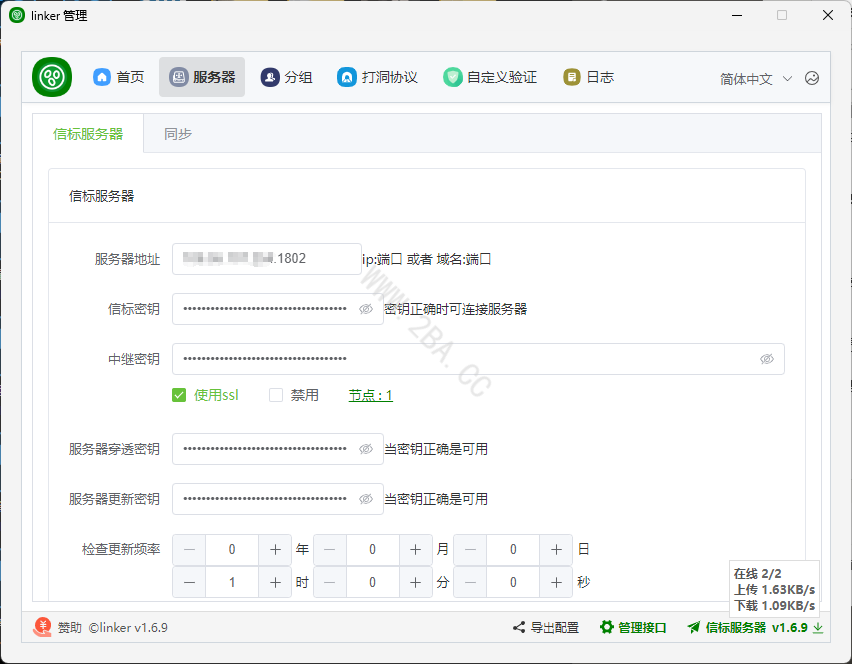 linker 管理
首页 服务器 分组 打洞协议 自定义验证 日志 简体中文
信标服务器 同步
信标服务器
服务器地址 .1802 ip:端口 或者 域名:端口
信标密钥 •••••••••••••••••••••••••••••••••••• 密钥正确时可连接服务器
中继密钥 ••••••••••••••••••••••••••••••••••••
使用ssl 禁用 节点 : 1
服务器穿透密钥 •••••••••••••••••••••••••••••••••••• 当密钥正确是可用
服务器更新密钥 •••••••••••••••••••••••••••••••••••• 当密钥正确是可用
检查更新频率 — 0 + 年 — 0 + 月 — 0 + 日
— 1 + 时 — 0 + 分 — 0 + 秒
在线 2/2
上传 1.63KB/s
下载 1.09KB/s
赞助 ©linker v1.6.9 导出配置 管理接口 信标服务器 v1.6.9
WWW.2BA.CC